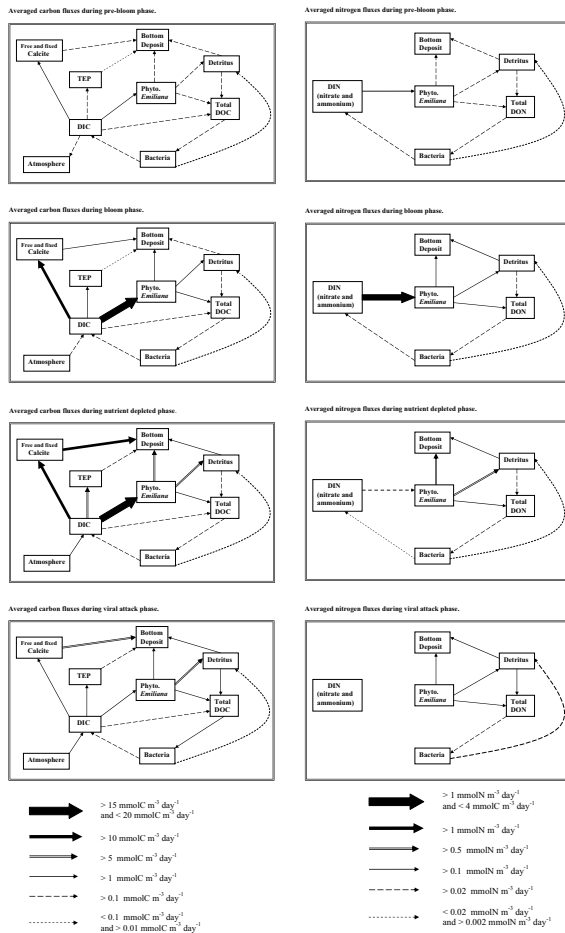 Averaged carbon fluxes during pre-bloom phase.
Free and fixed
Calcite
Bottom
Deposit
Detritus
TEP
Phyto.
Emiliana
Total
DOC
DIC
Atmosphere
Bacteria
Averaged nitrogen fluxes during pre-bloom phase.
Bottom
Deposit
Detritus
DIN
(nitrate and
ammonium)
Phyto.
Emiliana
Total
DON
Bacteria
Averaged carbon fluxes during bloom phase.
Free and fixed
Calcite
Bottom
Deposit
Detritus
TEP
Phyto.
Emiliana
Total
DOC
DIC
Atmosphere
Bacteria
Averaged nitrogen fluxes during bloom phase.
Bottom
Deposit
Detritus
DIN
(nitrate and
ammonium)
Phyto.
Emiliana
Total
DON
Bacteria
Averaged carbon fluxes during nutrient depleted phase.
Free and fixed
Calcite
Bottom
Deposit
Detritus
TEP
Phyto.
Emiliana
Total
DOC
DIC
Atmosphere
Bacteria
Averaged nitrogen fluxes during nutrient depleted phase.
Bottom
Deposit
Detritus
DIN
(nitrate and
ammonium)
Phyto.
Emiliana
Total
DON
Bacteria
Averaged carbon fluxes during viral attack phase.
Free and fixed
Calcite
Bottom
Deposit
Detritus
TEP
Phyto.
Emiliana
Total
DOC
DIC
Atmosphere
Bacteria
Averaged nitrogen fluxes during viral attack phase.
Bottom
Deposit
Detritus
DIN
(nitrate and
ammonium)
Phyto.
Emiliana
Total
DON
Bacteria
> 15 mmolC m⁻³ day⁻¹
and < 20 mmolC m⁻³ day⁻¹
> 10 mmolC m⁻³ day⁻¹
> 5 mmolC m⁻³ day⁻¹
> 1 mmolC m⁻³ day⁻¹
> 0.1 mmolC m⁻³ day⁻¹
< 0.1 mmolC m⁻³ day⁻¹
and > 0.01 mmolC m⁻³ day⁻¹
> 1 mmolN m⁻³ day⁻¹
and < 4 mmolN m⁻³ day⁻¹
> 1 mmolN m⁻³ day⁻¹
> 0.5 mmolN m⁻³ day⁻¹
> 0.1 mmolN m⁻³ day⁻¹
> 0.02 mmolN m⁻³ day⁻¹
< 0.02 mmolN m⁻³ day⁻¹
and > 0.002 mmolN m⁻³ day⁻¹